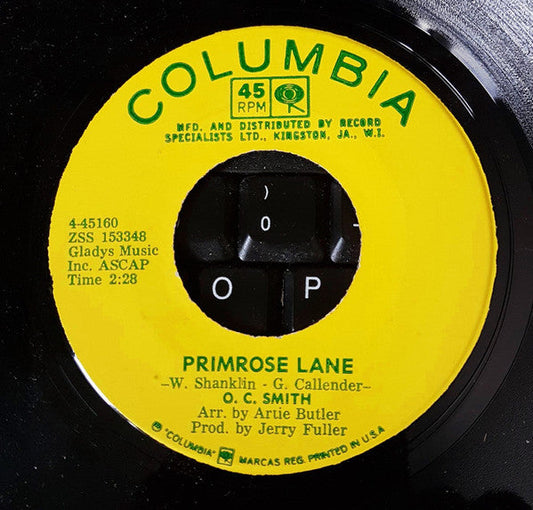 COLUMBIA
45
RPM
MFD. AND DISTRIBUTED BY RECORD
SPECIALISTS LTD., KINGSTON, JA., W.I.
4-45160
ZSS 153348
Gladys Music
Inc. ASCAP
Time 2:28
)
0
-
O P
PRIMROSE LANE
-W. Shanklin - G. Callender-
O. C. SMITH
Arr. by Artie Butler
Prod. by Jerry Fuller
® "COLUMBIA" MARCAS REG. PRINTED IN U.S.A